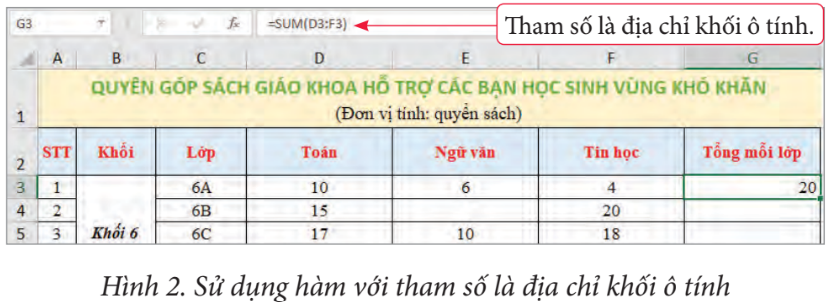 G3 fx =SUM(D3:F3) Tham số là địa chỉ khối ô tính.
A B C D E F G
1 QUYÊN GÓP SÁCH GIÁO KHOA HỖ TRỢ CÁC BẠN HỌC SINH VÙNG KHÓ KHĂN
(Đơn vị tính: quyển sách)
2 STT Khối Lớp Toán Ngữ văn Tin học Tổng mỗi lớp
3 1 6A 10 6 4 20
4 2 6B 15 20
5 3 Khối 6 6C 17 10 18
Hình 2. Sử dụng hàm với tham số là địa chỉ khối ô tính